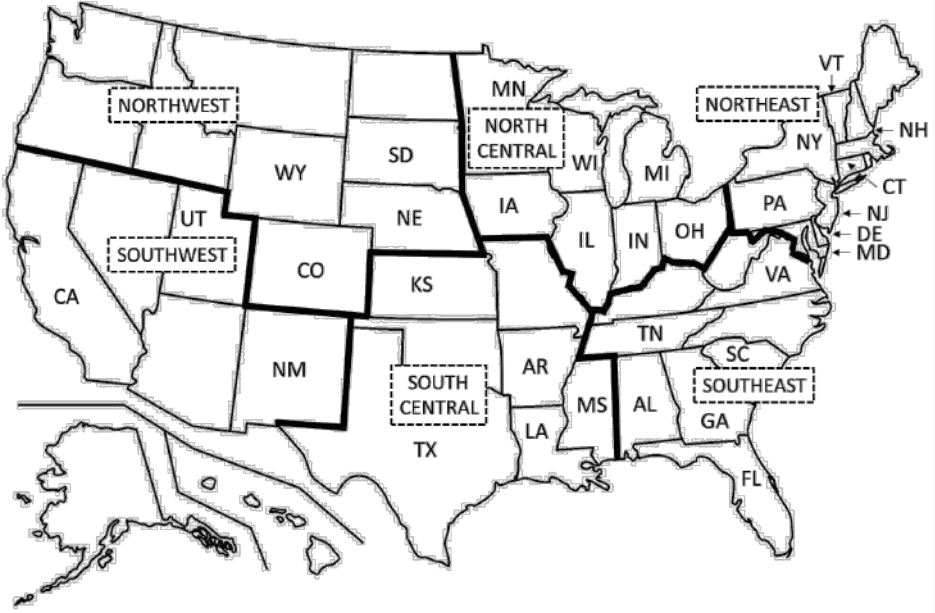 VT
MN
NORTHWEST
NORTHEAST
NORTH
CENTRAL
NH
NY
SD
WI
WY
MI
CT
IA
PA
NE
UT
NJ
OH
DE
IL
IN
SOUTHWEST
MD
CO
VA
KS
CA
TN
SC
AR
NM
SOUTH
CENTRAL
SOUTHEAST
MS
AL
GA
LA
TX
FL